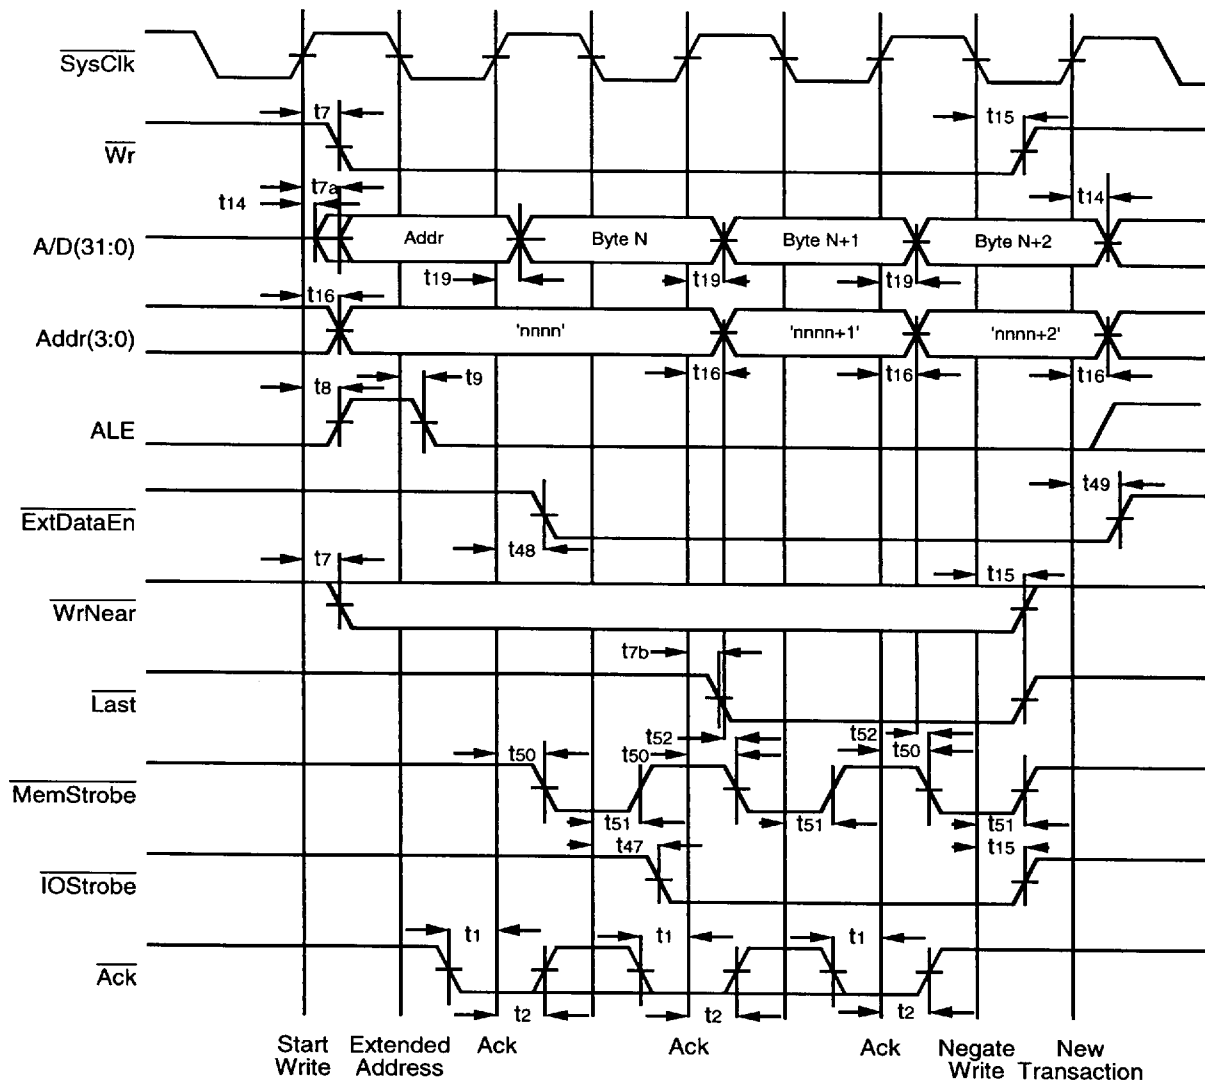 SysClk
t7
t15
Wr
t7a
t14
t14
A/D(31:0)
Addr
Byte N
Byte N+1
Byte N+2
t19
t19
t19
t16
Addr(3:0)
'nnnn'
'nnnn+1'
'nnnn+2'
t8
t9
t16
t16
t16
ALE
t49
ExtDataEn
t48
t7
t15
WrNear
t7b
Last
t52
t52
t50
t50
t50
MemStrobe
t51
t51
t51
t47
t15
IOStrobe
t1
t1
t1
Ack
t2
t2
t2
Start Write
Extended Address
Ack
Ack
Ack
Negate Write
New Transaction